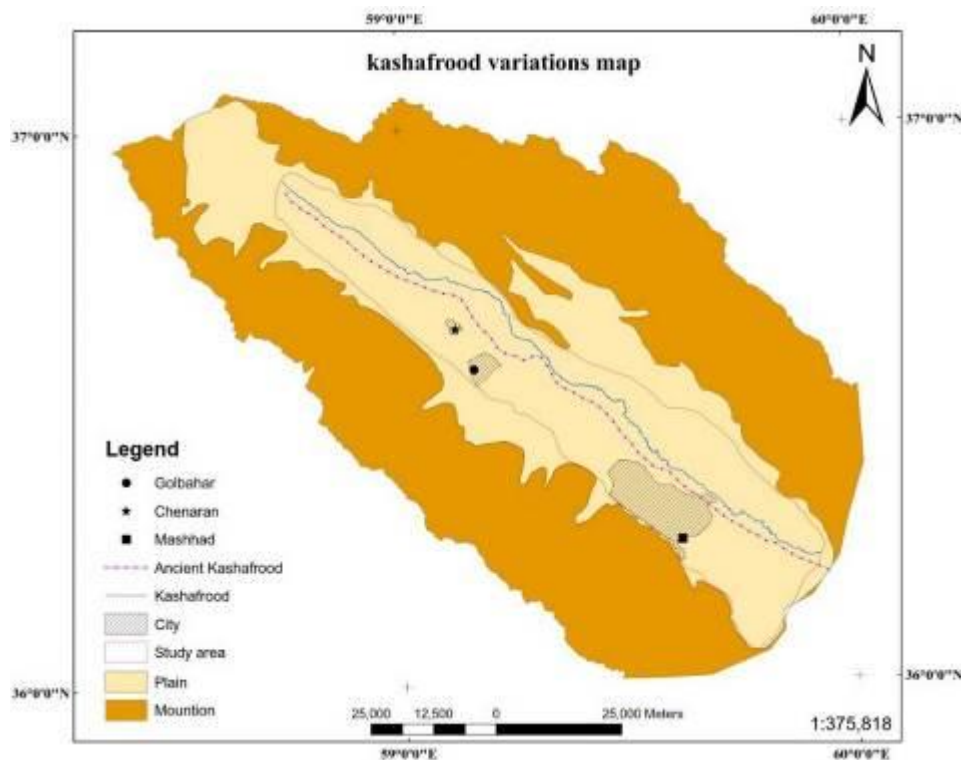 59°0'0"E 60°0'0"E
kashafrood variations map
N
37°0'0"N 37°0'0"N
Legend
Golbahar
Chenaran
Mashhad
Ancient Kashafrood
Kashafrood
City
Study area
Plain
Mountion
36°0'0"N 36°0'0"N
25,000 12,500 0 25,000 Meters
1:375,818
59°0'0"E 60°0'0"E